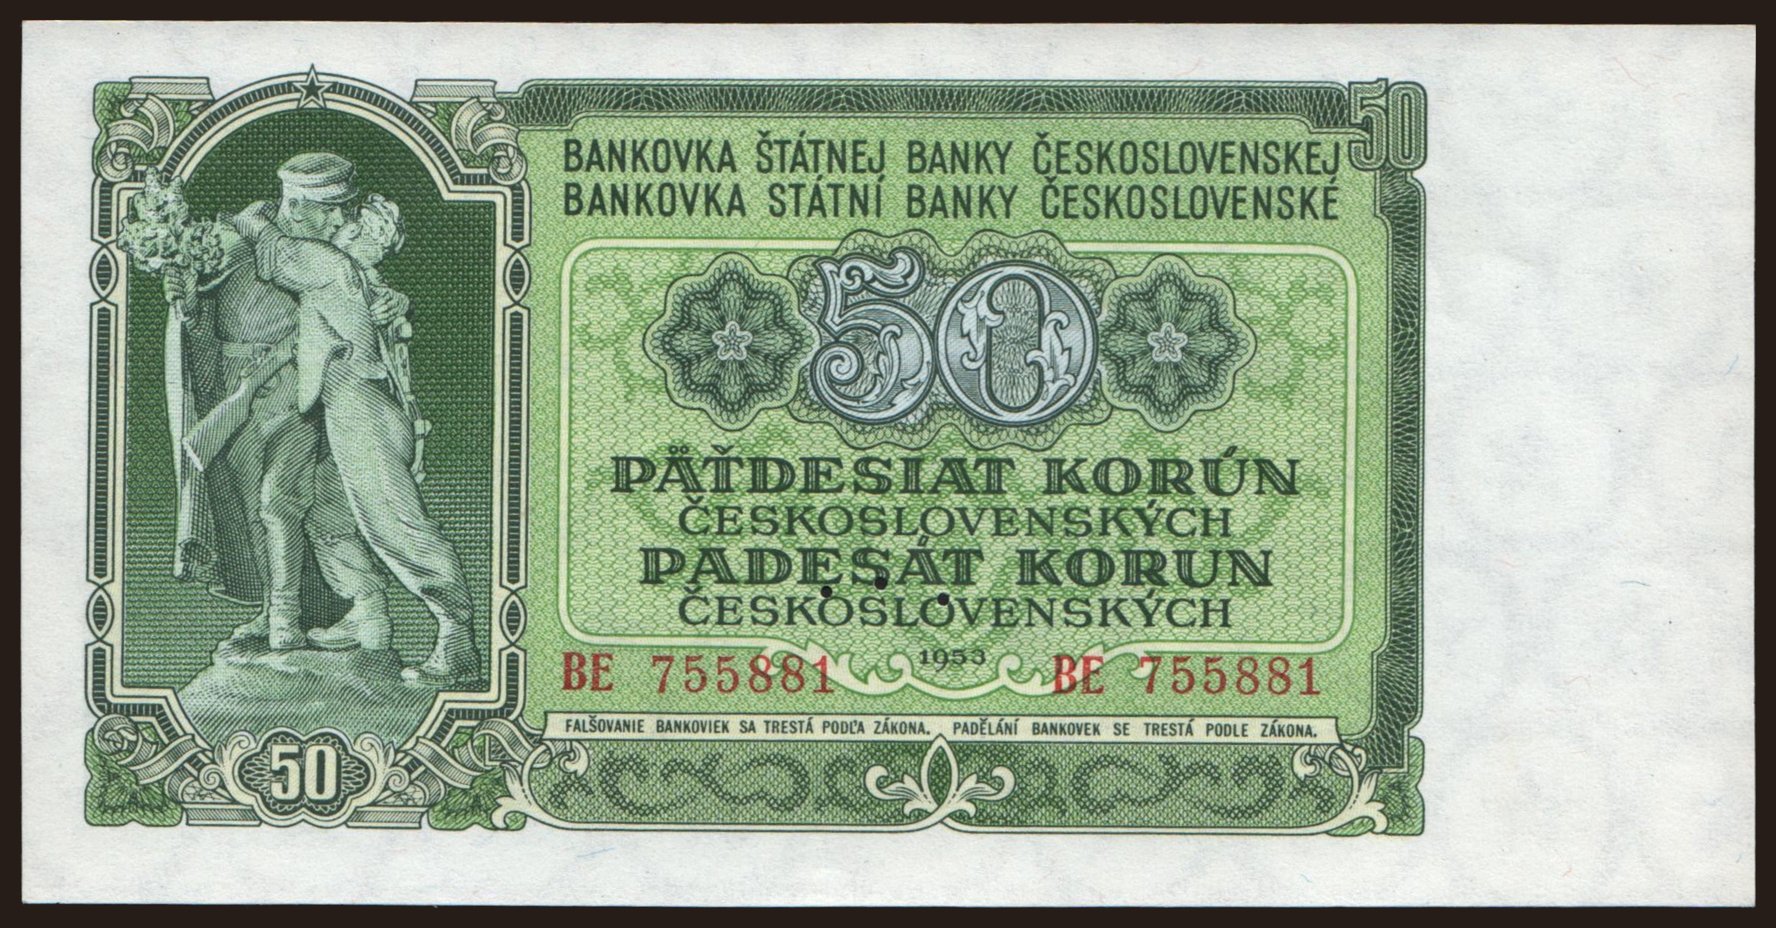 50
BANKOVKA ŠTÁTNEJ BANKY ČESKOSLOVENSKEJ
BANKOVKA STÁTNÍ BANKY ČESKOSLOVENSKÉ
50
PÄŤDESIAT KORÚN
ČESKOSLOVENSKÝCH
PADESÁT KORUN
ČESKOSLOVENSKÝCH
1953
BE 755881 BE 755881
FALŠOVANIE BANKOVIEK SA TRESTÁ PODĽA ZÁKONA. PADĚLÁNÍ BANKOVEK SE TRESTÁ PODLE ZÁKONA.
50